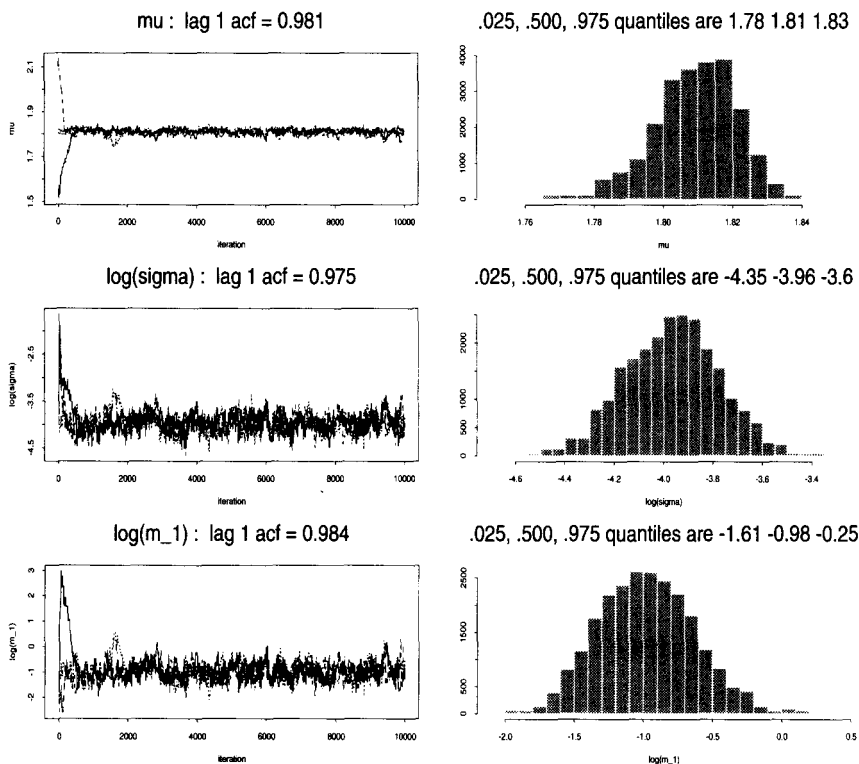 mu : lag 1 acf = 0.981
.025, .500, .975 quantiles are 1.78 1.81 1.83
mu
2.1
1.9
1.7
1.5
0 2000 4000 6000 8000 10000
iteration
4000
3000
1000
0
1.76 1.78 1.80 1.82 1.84
mu
log(sigma) : lag 1 acf = 0.975
.025, .500, .975 quantiles are -4.35 -3.96 -3.6
log(sigma)
-2.5
-3.5
-4.5
0 2000 4000 6000 8000 10000
iteration
2000
1000
500
0
-4.6 -4.4 -4.2 -4.0 -3.8 -3.6 -3.4
log(sigma)
log(m_1) : lag 1 acf = 0.984
.025, .500, .975 quantiles are -1.61 -0.98 -0.25
log(m_1)
3
2
1
0
-1
-2
0 2000 4000 6000 8000 10000
iteration
2500
1500
500
0
-2.0 -1.5 -1.0 -0.5 0.0 0.5
log(m_1)